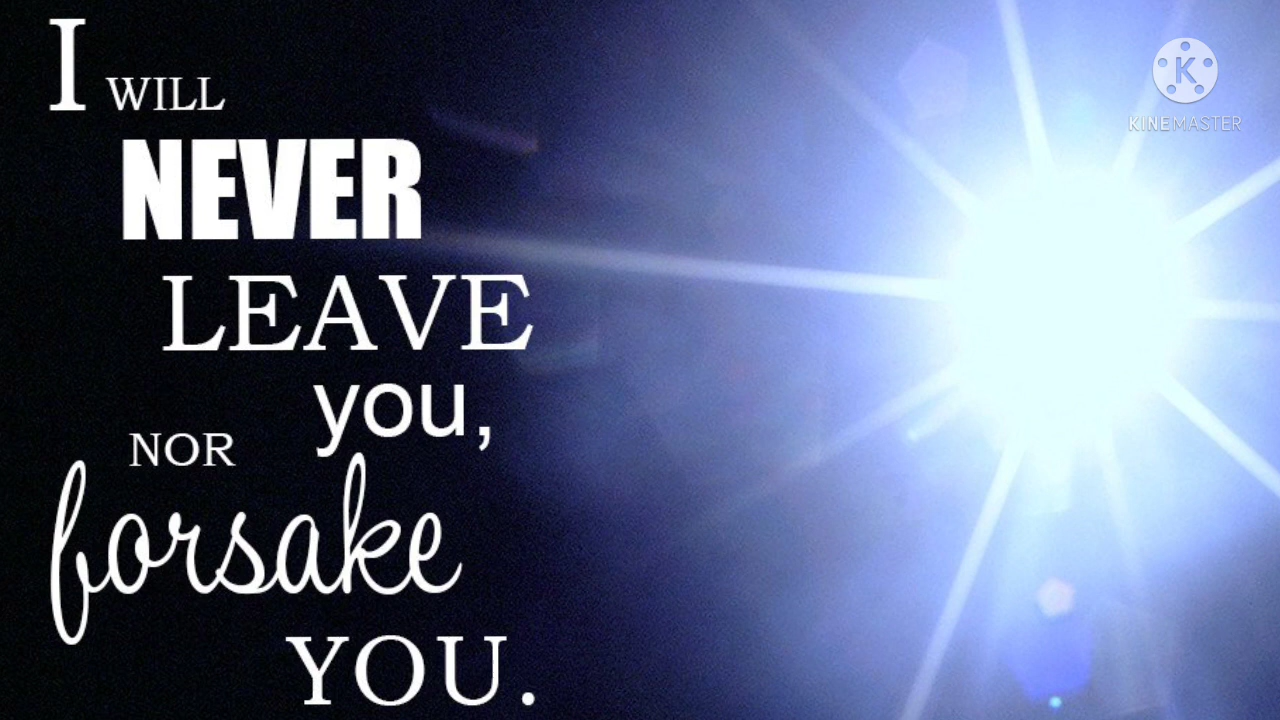 I WILL
NEVER
LEAVE
you,
NOR
forsake
YOU.
K
KINEMASTER